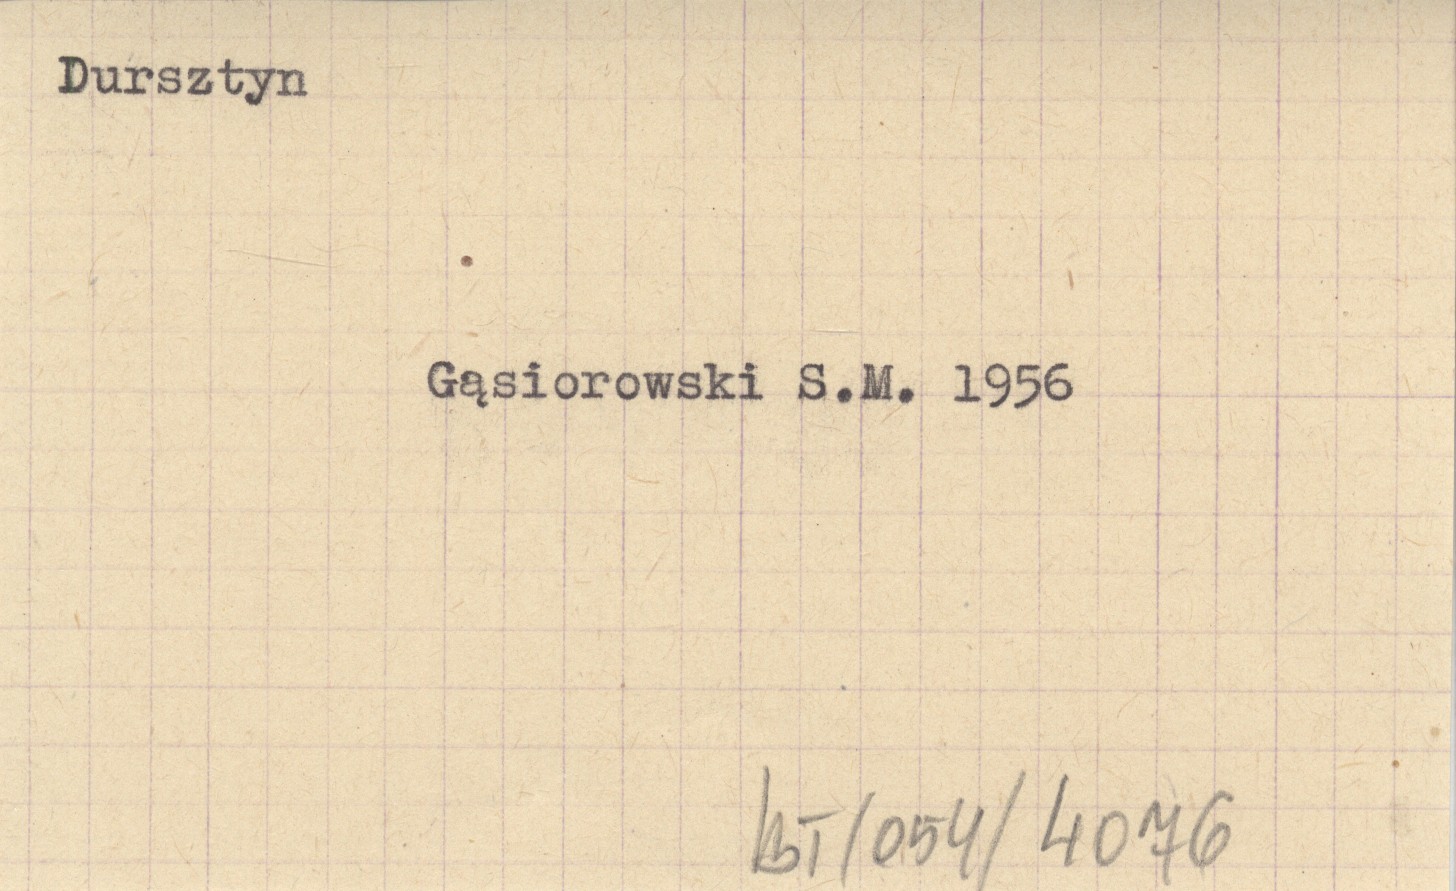 Dursztyn
Gąsiorowski S.M. 1956
BT/054/4076